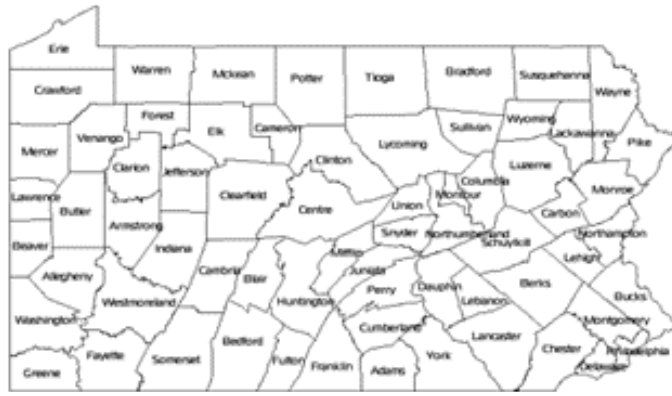 Erie
Crawford
Warren
Mckean
Potter
Tioga
Bradford
Susquehanna
Wayne
Forest
Venango
Mercer
Elk
Cameron
Clinton
Lycoming
Sullivan
Wyoming
Lackawanna
Pike
Clarion
Jefferson
Clearfield
Centre
Union
Montour
Columbia
Luzerne
Monroe
Lawrence
Butler
Armstrong
Indiana
Snyder
Northumberland
Schuylkill
Carbon
Northampton
Lehigh
Beaver
Allegheny
Westmoreland
Cambria
Blair
Huntington
Mifflin
Juniata
Perry
Dauphin
Lebanon
Berks
Bucks
Montgomery
Washington
Cumberland
Lancaster
Chester
Philadelphia
Delaware
Greene
Fayette
Somerset
Bedford
Fulton
Franklin
Adams
York